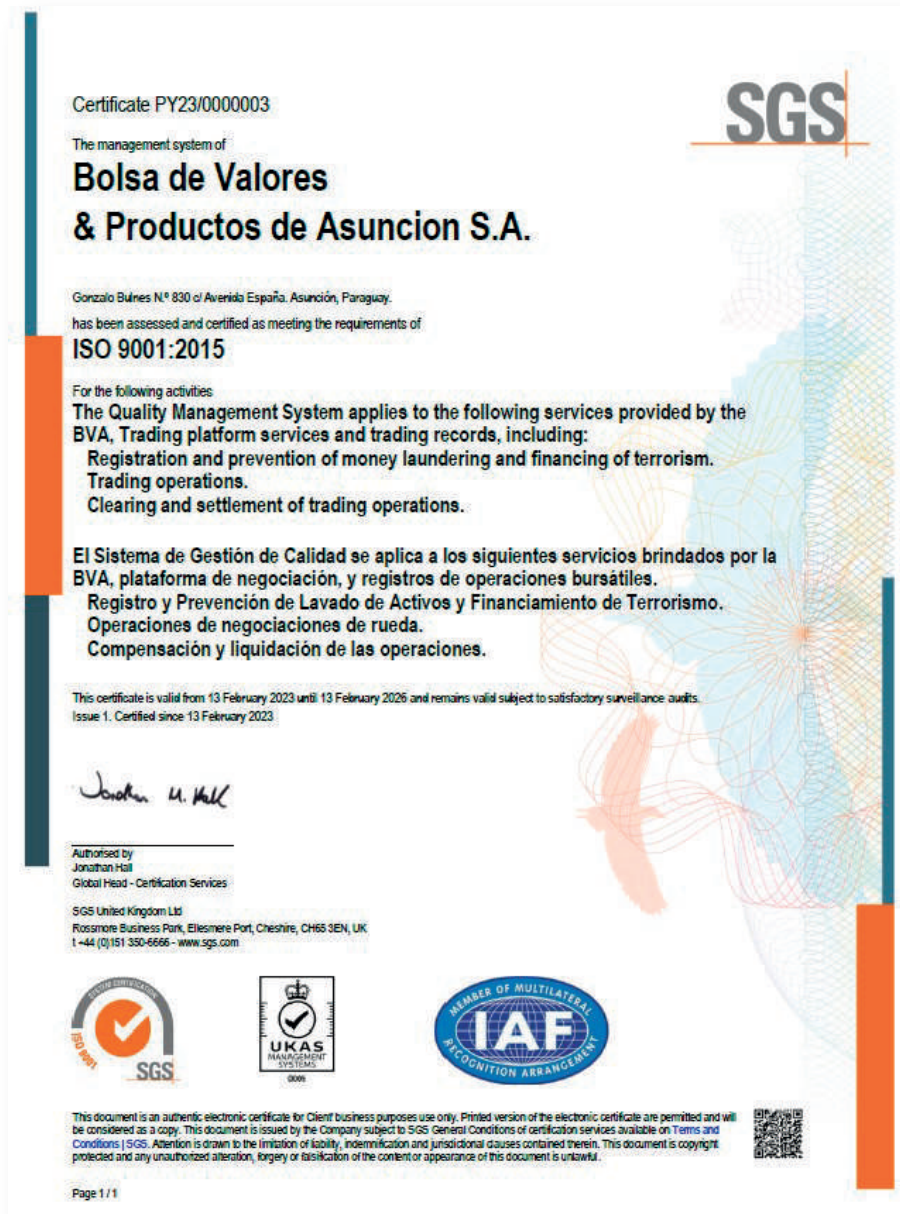 Certificate PY23/0000003
SGS
The management system of
Bolsa de Valores
& Productos de Asuncion S.A.
Gonzalo Bulnes N.º 830 c/ Avenida España. Asunción, Paraguay.
has been assessed and certified as meeting the requirements of
ISO 9001:2015
For the following activities
The Quality Management System applies to the following services provided by the
BVA, Trading platform services and trading records, including:
Registration and prevention of money laundering and financing of terrorism.
Trading operations.
Clearing and settlement of trading operations.
El Sistema de Gestión de Calidad se aplica a los siguientes servicios brindados por la
BVA, plataforma de negociación, y registros de operaciones bursátiles.
Registro y Prevención de Lavado de Activos y Financiamiento de Terrorismo.
Operaciones de negociaciones de rueda.
Compensación y liquidación de las operaciones.
This certificate is valid from 13 February 2023 until 13 February 2026 and remains valid subject to satisfactory surveillance audits.
Issue 1. Certified since 13 February 2023
Authorised by
Jonathan Hall
Global Head - Certification Services
SGS United Kingdom Ltd
Rossmore Business Park, Ellesmere Port, Cheshire, CH65 3EN, UK
t +44 (0)151 350-6666 - www.sgs.com
SYSTEM CERTIFICATION
ISO 9001
SGS
UKAS
MANAGEMENT
SYSTEMS
0005
MEMBER OF MULTILATERAL
IAF
RECOGNITION ARRANGEMENT
This document is an authentic electronic certificate for Client' business purposes use only. Printed version of the electronic certificate are permitted and will
be considered as a copy. This document is issued by the Company subject to SGS General Conditions of certification services available on Terms and
Conditions | SGS. Attention is drawn to the limitation of liability, indemnification and jurisdictional clauses contained therein. This document is copyright
protected and any unauthorized alteration, forgery or falsification of the content or appearance of this document is unlawful.
Page 1 / 1